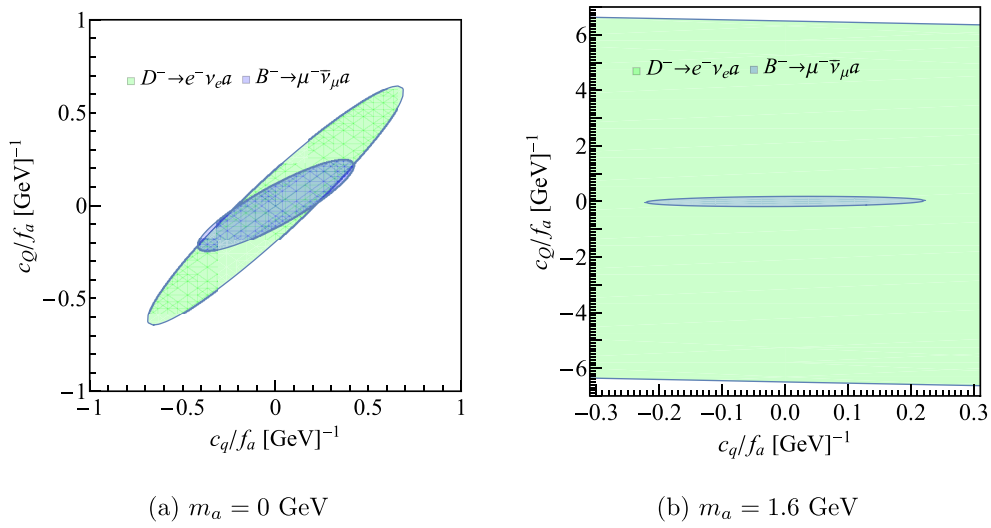 1
0.5
0
−0.5
−1
c_Q/f_a [GeV]^−1
D^−→e^−ν_e a B^−→μ^−ν̄_μ a
−1 −0.5 0 0.5 1
c_q/f_a [GeV]^−1
(a) m_a = 0 GeV
6
4
2
0
−2
−4
−6
c_Q/f_a [GeV]^−1
D^−→e^−ν_e a B^−→μ^−ν̄_μ a
−0.3 −0.2 −0.1 0.0 0.1 0.2 0.3
c_q/f_a [GeV]^−1
(b) m_a = 1.6 GeV